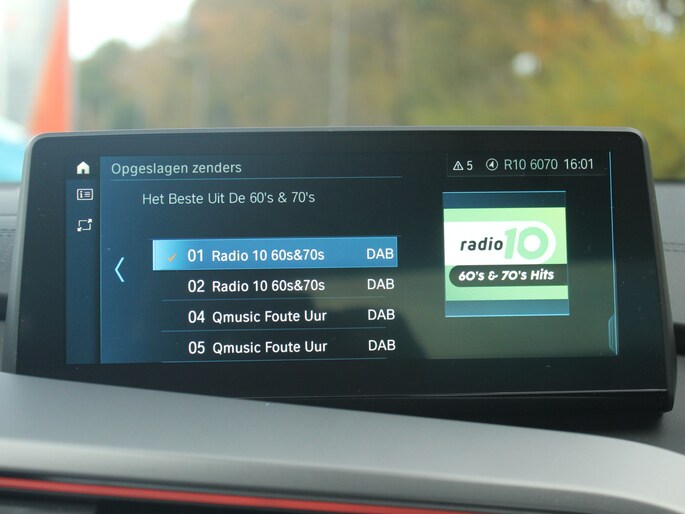 Opgeslagen zenders
5 R10 6070 16:01
Het Beste Uit De 60's & 70's
01 Radio 10 60s&70s DAB
02 Radio 10 60s&70s DAB
04 Qmusic Foute Uur DAB
05 Qmusic Foute Uur DAB
radio 10
60's & 70's Hits